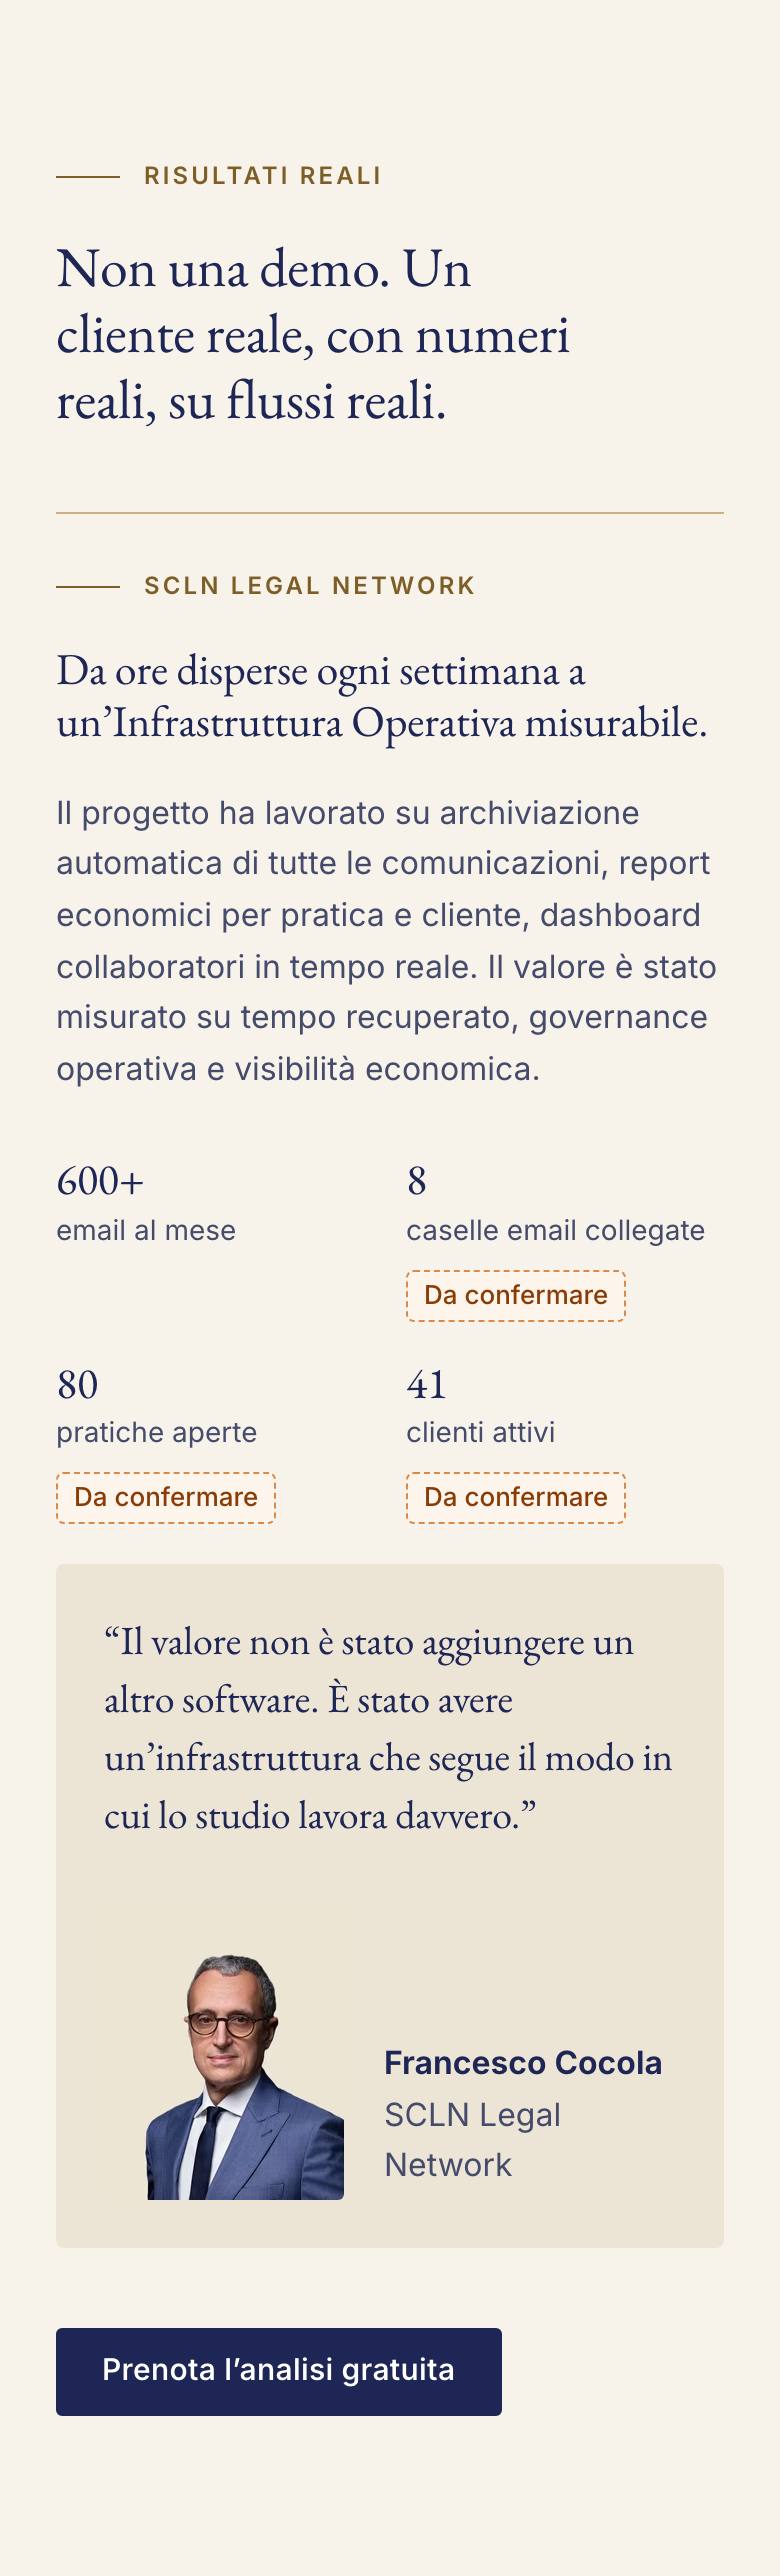 RISULTATI REALI
Non una demo. Un
cliente reale, con numeri
reali, su flussi reali.
SCLN LEGAL NETWORK
Da ore disperse ogni settimana a
un’Infrastruttura Operativa misurabile.
Il progetto ha lavorato su archiviazione
automatica di tutte le comunicazioni, report
economici per pratica e cliente, dashboard
collaboratori in tempo reale. Il valore è stato
misurato su tempo recuperato, governance
operativa e visibilità economica.
600+
email al mese
8
caselle email collegate
Da confermare
80
pratiche aperte
Da confermare
41
clienti attivi
Da confermare
“Il valore non è stato aggiungere un
altro software. È stato avere
un’infrastruttura che segue il modo in
cui lo studio lavora davvero.”
Francesco Cocola
SCLN Legal
Network
Prenota l’analisi gratuita